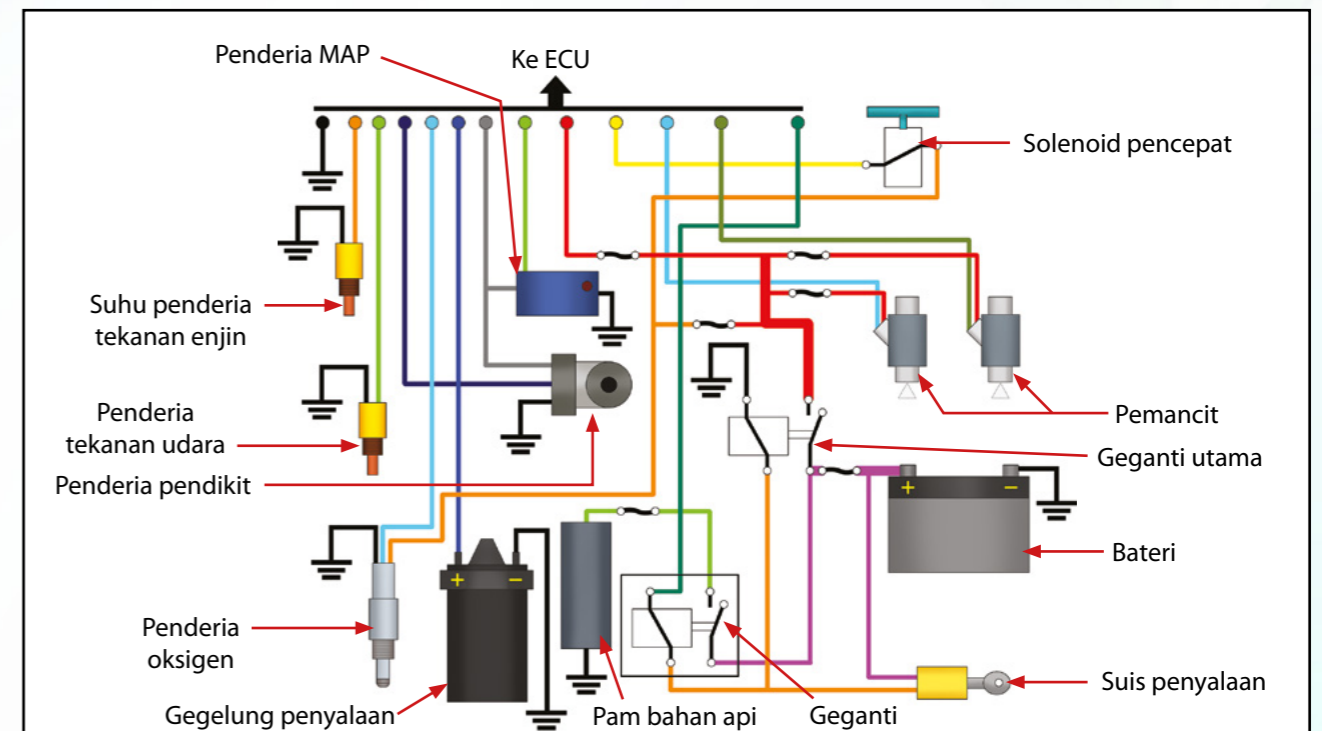 Penderia MAP
Ke ECU
Solenoid pencepat
Suhu penderia
tekanan enjin
Penderia
tekanan udara
Penderia pendikit
Pemancit
Geganti utama
+ −
Bateri
+ −
Penderia
oksigen
Suis penyalaan
Gegelung penyalaan
Pam bahan api
Geganti